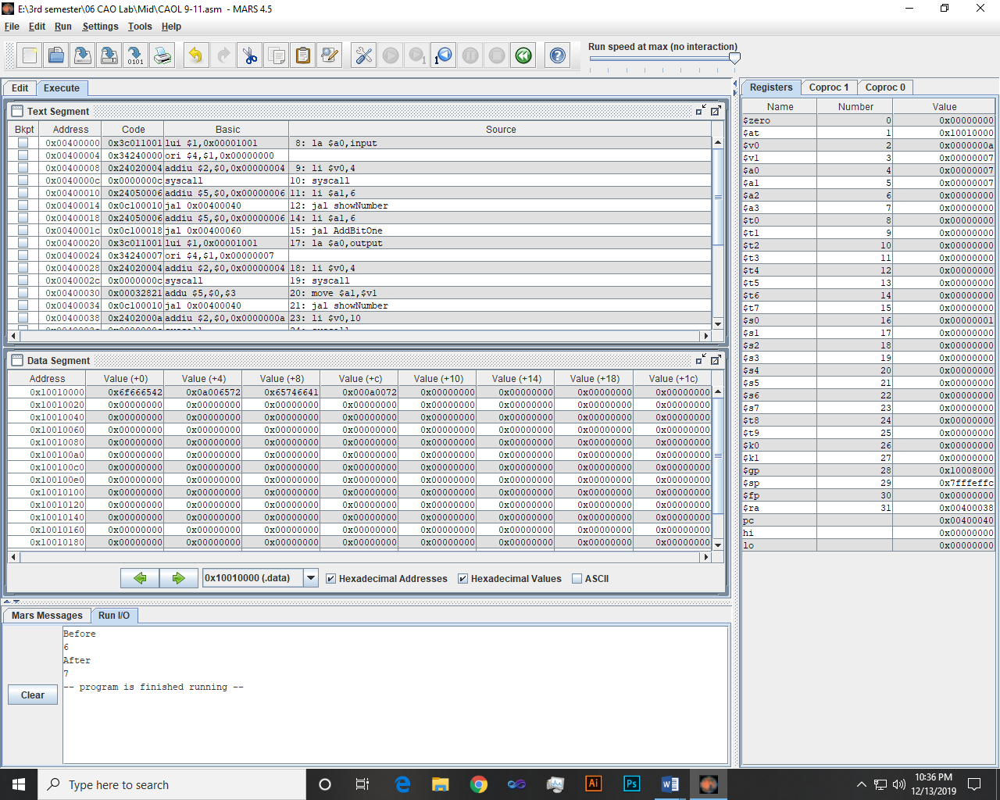 E:\3rd semester\06 CAO Lab\Mid\CAOL 9-11.asm - MARS 4.5
File Edit Run Settings Tools Help
Run speed at max (no interaction)
Edit Execute
Text Segment
Bkpt Address Code Basic Source
0x00400000 0x3c011001 lui $1,0x00001001 8: la $a0,input
0x00400004 0x34240000 ori $4,$1,0x00000000
0x00400008 0x24020004 addiu $2,$0,0x00000004 9: li $v0,4
0x0040000c 0x0000000c syscall 10: syscall
0x00400010 0x24050006 addiu $5,$0,0x00000006 11: li $a1,6
0x00400014 0x0c100010 jal 0x00400040 12: jal showNumber
0x00400018 0x24050006 addiu $5,$0,0x00000006 14: li $a1,6
0x0040001c 0x0c100018 jal 0x00400060 15: jal AddBitOne
0x00400020 0x3c011001 lui $1,0x00001001 17: la $a0,output
0x00400024 0x34240007 ori $4,$1,0x00000007
0x00400028 0x24020004 addiu $2,$0,0x00000004 18: li $v0,4
0x0040002c 0x0000000c syscall 19: syscall
0x00400030 0x00032821 addu $5,$0,$3 20: move $a1,$v1
0x00400034 0x0c100010 jal 0x00400040 21: jal showNumber
0x00400038 0x2402000a addiu $2,$0,0x0000000a 23: li $v0,10
Data Segment
Address Value (+0) Value (+4) Value (+8) Value (+c) Value (+10) Value (+14) Value (+18) Value (+1c)
0x10010000 0x6f666542 0x0a006572 0x65746641 0x000a0072 0x00000000 0x00000000 0x00000000 0x00000000
0x10010020 0x00000000 0x00000000 0x00000000 0x00000000 0x00000000 0x00000000 0x00000000 0x00000000
0x10010040 0x00000000 0x00000000 0x00000000 0x00000000 0x00000000 0x00000000 0x00000000 0x00000000
0x10010060 0x00000000 0x00000000 0x00000000 0x00000000 0x00000000 0x00000000 0x00000000 0x00000000
0x10010080 0x00000000 0x00000000 0x00000000 0x00000000 0x00000000 0x00000000 0x00000000 0x00000000
0x100100a0 0x00000000 0x00000000 0x00000000 0x00000000 0x00000000 0x00000000 0x00000000 0x00000000
0x100100c0 0x00000000 0x00000000 0x00000000 0x00000000 0x00000000 0x00000000 0x00000000 0x00000000
0x100100e0 0x00000000 0x00000000 0x00000000 0x00000000 0x00000000 0x00000000 0x00000000 0x00000000
0x10010100 0x00000000 0x00000000 0x00000000 0x00000000 0x00000000 0x00000000 0x00000000 0x00000000
0x10010120 0x00000000 0x00000000 0x00000000 0x00000000 0x00000000 0x00000000 0x00000000 0x00000000
0x10010140 0x00000000 0x00000000 0x00000000 0x00000000 0x00000000 0x00000000 0x00000000 0x00000000
0x10010160 0x00000000 0x00000000 0x00000000 0x00000000 0x00000000 0x00000000 0x00000000 0x00000000
0x10010180 0x00000000 0x00000000 0x00000000 0x00000000 0x00000000 0x00000000 0x00000000 0x00000000
0x10010000 (.data) Hexadecimal Addresses Hexadecimal Values ASCII
Mars Messages Run I/O
Before
6
After
7
-- program is finished running --
Clear
Registers Coproc 1 Coproc 0
Name Number Value
$zero 0 0x00000000
$at 1 0x10010000
$v0 2 0x0000000a
$v1 3 0x00000007
$a0 4 0x00000007
$a1 5 0x00000007
$a2 6 0x00000000
$a3 7 0x00000000
$t0 8 0x00000000
$t1 9 0x00000000
$t2 10 0x00000000
$t3 11 0x00000000
$t4 12 0x00000000
$t5 13 0x00000000
$t6 14 0x00000000
$t7 15 0x00000000
$s0 16 0x00000001
$s1 17 0x00000000
$s2 18 0x00000000
$s3 19 0x00000000
$s4 20 0x00000000
$s5 21 0x00000000
$s6 22 0x00000000
$s7 23 0x00000000
$t8 24 0x00000000
$t9 25 0x00000000
$k0 26 0x00000000
$k1 27 0x00000000
$gp 28 0x10008000
$sp 29 0x7fffeffc
$fp 30 0x00000000
$ra 31 0x00400038
pc 0x00400040
hi 0x00000000
lo 0x00000000
Type here to search
10:36 PM
12/13/2019